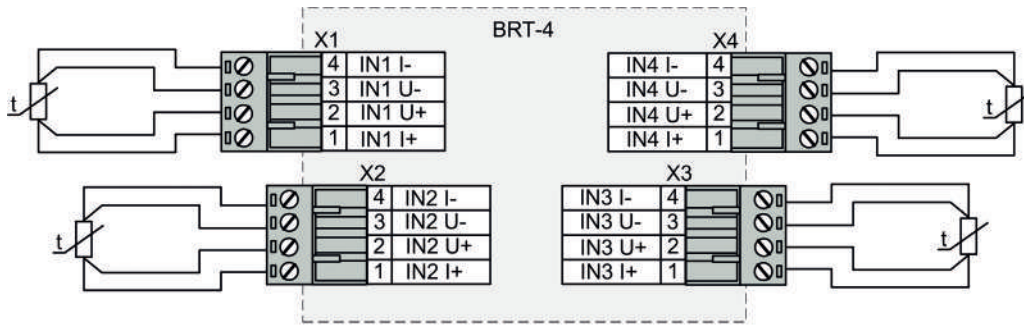 BRT-4
X1
4 IN1 I-
3 IN1 U-
2 IN1 U+
1 IN1 I+
t
X4
IN4 I- 4
IN4 U- 3
IN4 U+ 2
IN4 I+ 1
t
X2
4 IN2 I-
3 IN2 U-
2 IN2 U+
1 IN2 I+
t
X3
IN3 I- 4
IN3 U- 3
IN3 U+ 2
IN3 I+ 1
t